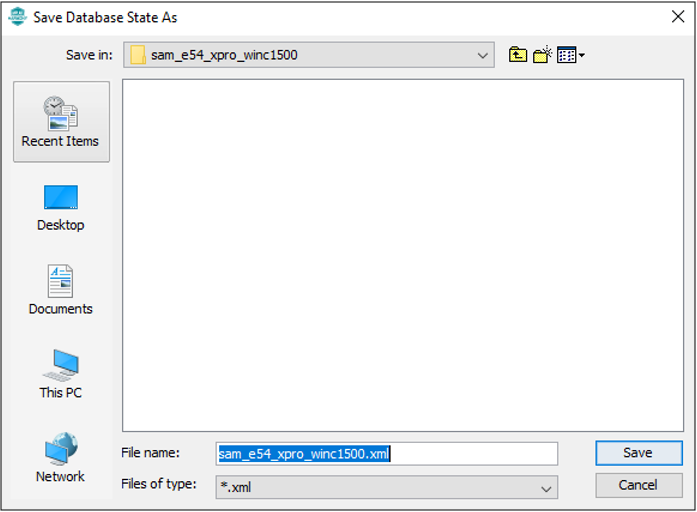 Save Database State As
Save in: sam_e54_xpro_winc1500
Recent Items
Desktop
Documents
This PC
Network
File name: sam_e54_xpro_winc1500.xml Save
Files of type: *.xml Cancel